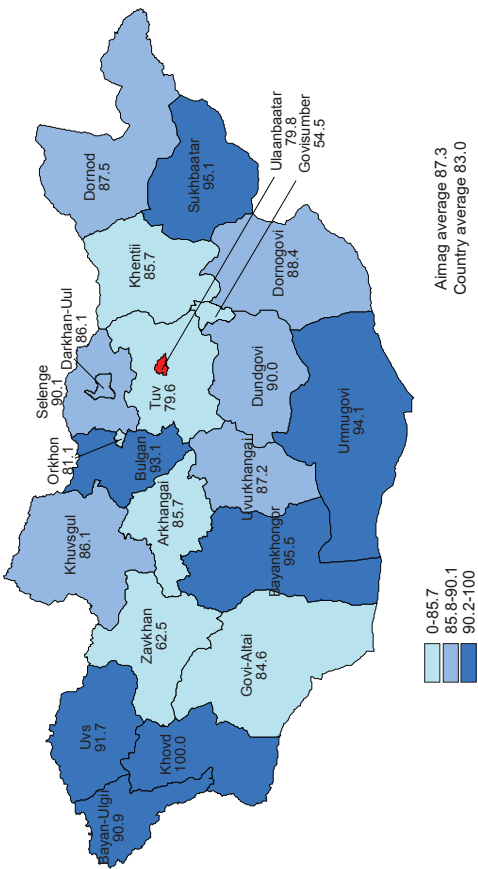 Bayan-Ulgii
90.9
Uvs
91.7
Khovd
100.0
Zavkhan
62.5
Govi-Altai
84.6
Khuvsgul
86.1
Arkhangai
85.7
Bayankhongor
95.5
Orkhon
81.1
Bulgan
93.1
Uvurkhangai
87.2
Selenge
90.1
Darkhan-Uul
86.1
Tuv
79.6
Dundgovi
90.0
Umnugovi
94.1
Khentii
85.7
Dornogovi
88.4
Dornod
87.5
Sukhbaatar
95.1
Ulaanbaatar
79.8
Govisumber
54.5
0-85.7
85.8-90.1
90.2-100
Aimag average 87.3
Country average 83.0